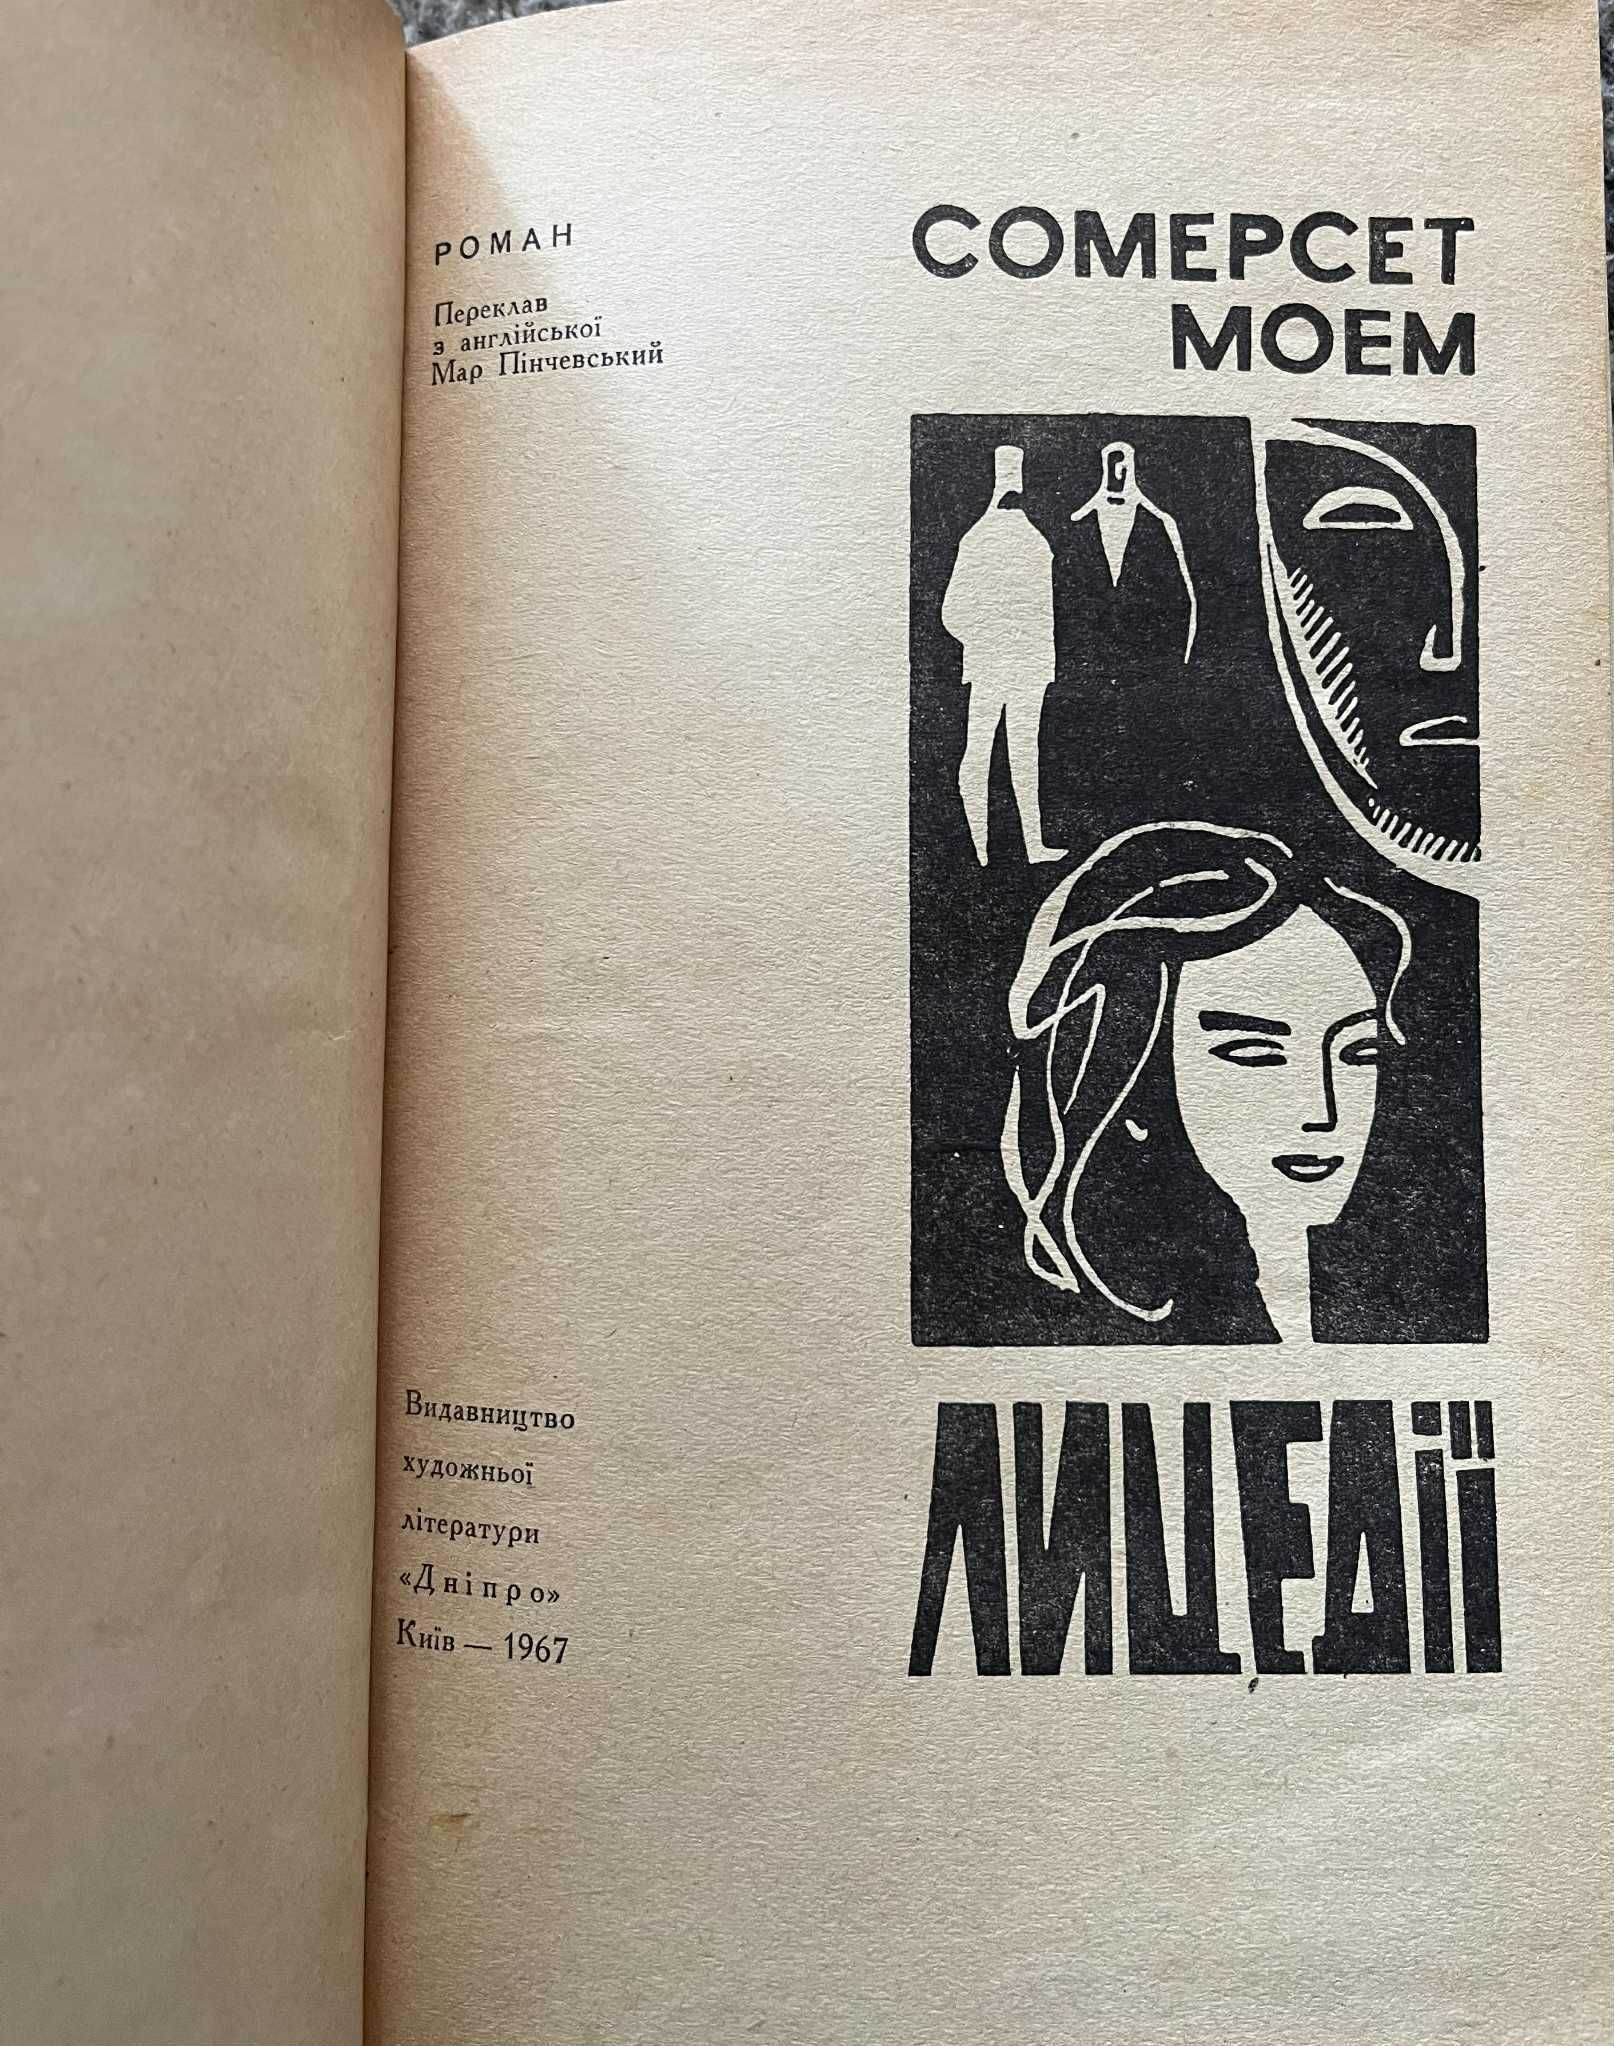 РОМАН
Переклав
з англійської
Мар Пінчевський
СОМЕРСЕТ
МОЕМ
ЛИЦЕДІЇ
Видавництво
художньої
літератури
«Дніпро»
Київ — 1967